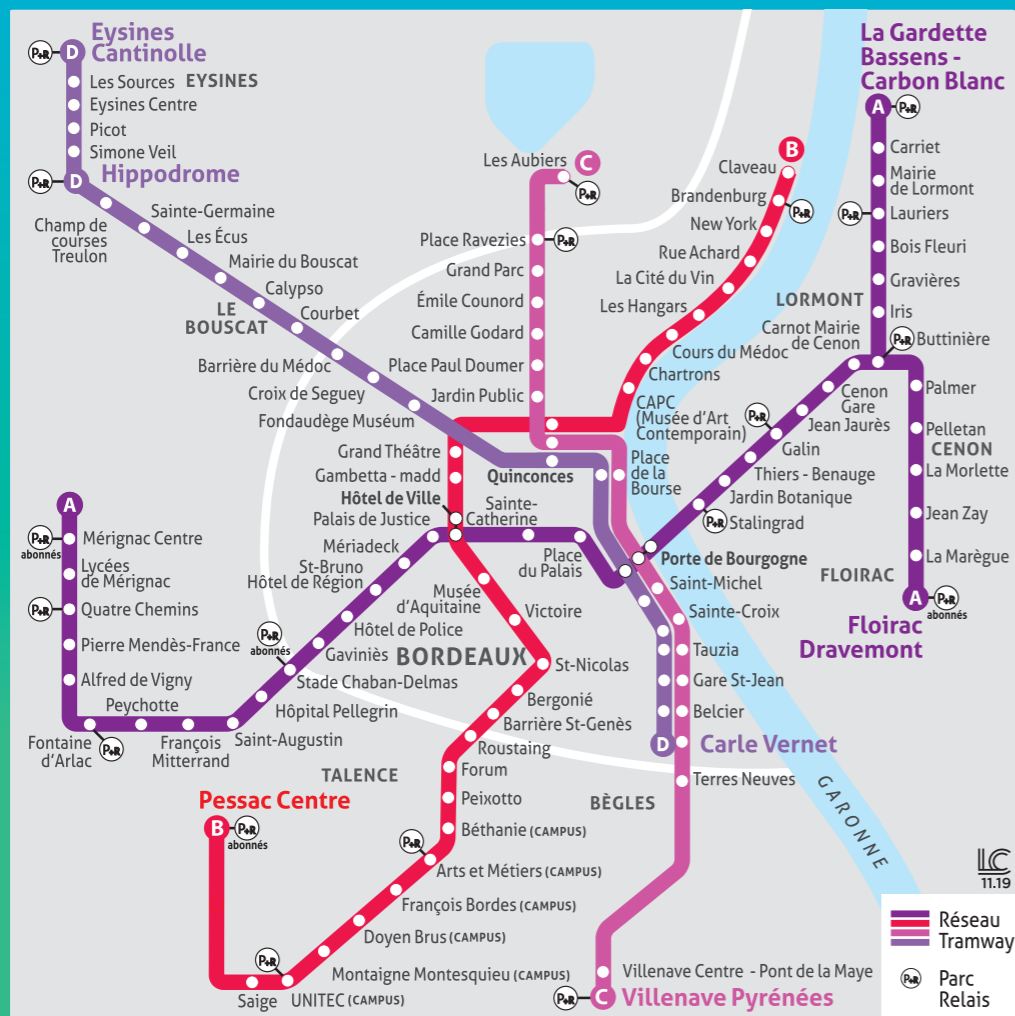 Eysines
Cantinolle
P+R
D
Les Sources
EYSINES
Eysines Centre
Picot
Simone Veil
P+R
D
Hippodrome
Champ de
courses
Treulon
Sainte-Germaine
Les Écus
Mairie du Bouscat
Calypso
Courbet
LE
BOUSCAT
Barrière du Médoc
Croix de Seguey
Fondaudège Muséum
Les Aubiers
C
P+R
Place Ravezies
P+R
Grand Parc
Émile Counord
Camille Godard
Place Paul Doumer
Jardin Public
B
Claveau
Brandenburg
P+R
New York
Rue Achard
La Cité du Vin
Les Hangars
Cours du Médoc
Chartrons
CAPC
(Musée d'Art
Contemporain)
La Gardette
Bassens -
Carbon Blanc
A
P+R
Carriet
Mairie
de Lormont
P+R
Lauriers
Bois Fleuri
Gravières
LORMONT
Iris
Carnot Mairie
de Cenon
P+R
Buttinière
Palmer
Cenon
Gare
Jean Jaurès
P+R
Galin
Pelletan
CENON
La Morlette
Thiers - Benauge
Jardin Botanique
P+R
Stalingrad
Jean Zay
La Marègue
FLOIRAC
A
P+R
abonnés
Floirac
Dravemont
Grand Théâtre
Gambetta - madd
Hôtel de Ville
Palais de Justice
Quinconces
Place
de la
Bourse
Sainte-
Catherine
Place
du Palais
Porte de Bourgogne
Mériadeck
St-Bruno
Hôtel de Région
Hôtel de Police
Gaviniès
P+R
abonnés
Stade Chaban-Delmas
Hôpital Pellegrin
Saint-Augustin
François
Mitterrand
Peychotte
Fontaine
d'Arlac
P+R
Alfred de Vigny
Pierre Mendès-France
P+R
Quatre Chemins
Lycées
de Mérignac
P+R
abonnés
Mérignac Centre
A
Musée
d'Aquitaine
Victoire
BORDEAUX
St-Nicolas
Bergonié
Barrière St-Genès
Roustaing
Forum
TALENCE
Peixotto
Béthanie (CAMPUS)
P+R
Arts et Métiers (CAMPUS)
François Bordes (CAMPUS)
Doyen Brus (CAMPUS)
Montaigne Montesquieu (CAMPUS)
P+R
UNITEC (CAMPUS)
Saige
Pessac Centre
B
P+R
abonnés
Saint-Michel
Sainte-Croix
Tauzia
Gare St-Jean
Belcier
D
Carle Vernet
Terres Neuves
BÈGLES
GARONNE
Villenave Centre - Pont de la Maye
P+R
C
Villenave Pyrénées
LC
11.19
Réseau
Tramway
P+R
Parc
Relais